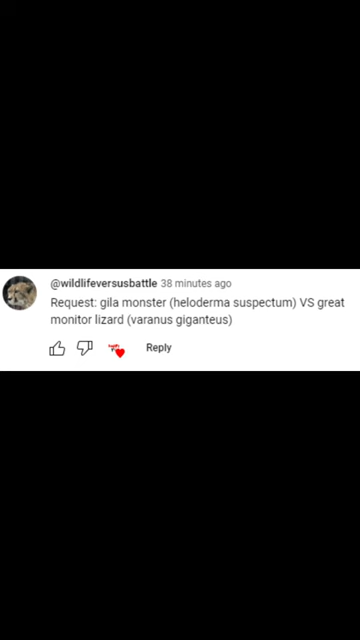 @wildlifeversusbattle 38 minutes ago
Request: gila monster (heloderma suspectum) VS great
monitor lizard (varanus giganteus)
Reply